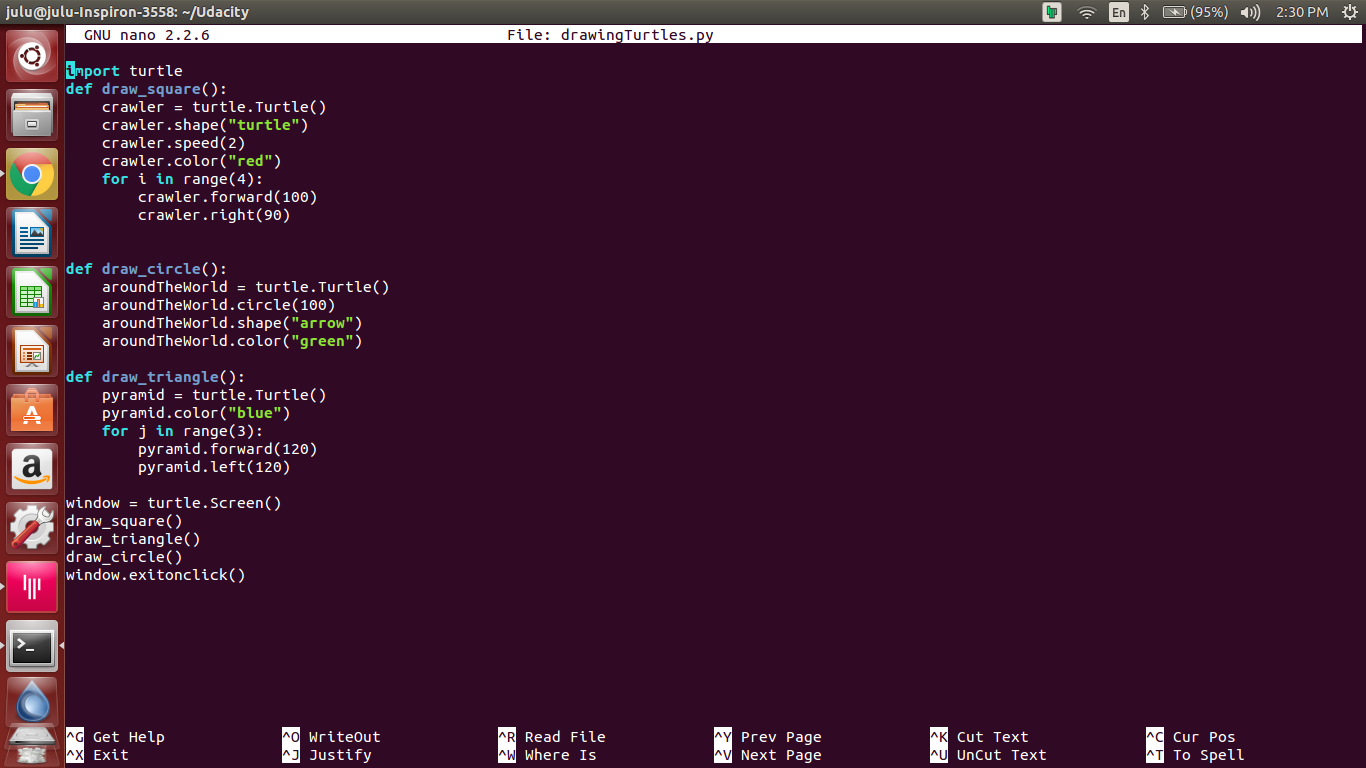 julu@julu-Inspiron-3558: ~/Udacity En (95%) 2:30 PM
GNU nano 2.2.6 File: drawingTurtles.py
import turtle
def draw_square():
    crawler = turtle.Turtle()
    crawler.shape("turtle")
    crawler.speed(2)
    crawler.color("red")
    for i in range(4):
        crawler.forward(100)
        crawler.right(90)
def draw_circle():
    aroundTheWorld = turtle.Turtle()
    aroundTheWorld.circle(100)
    aroundTheWorld.shape("arrow")
    aroundTheWorld.color("green")
def draw_triangle():
    pyramid = turtle.Turtle()
    pyramid.color("blue")
    for j in range(3):
        pyramid.forward(120)
        pyramid.left(120)
window = turtle.Screen()
draw_square()
draw_triangle()
draw_circle()
window.exitonclick()
^G Get Help ^O WriteOut ^R Read File ^Y Prev Page ^K Cut Text ^C Cur Pos
^X Exit ^J Justify ^W Where Is ^V Next Page ^U UnCut Text ^T To Spell